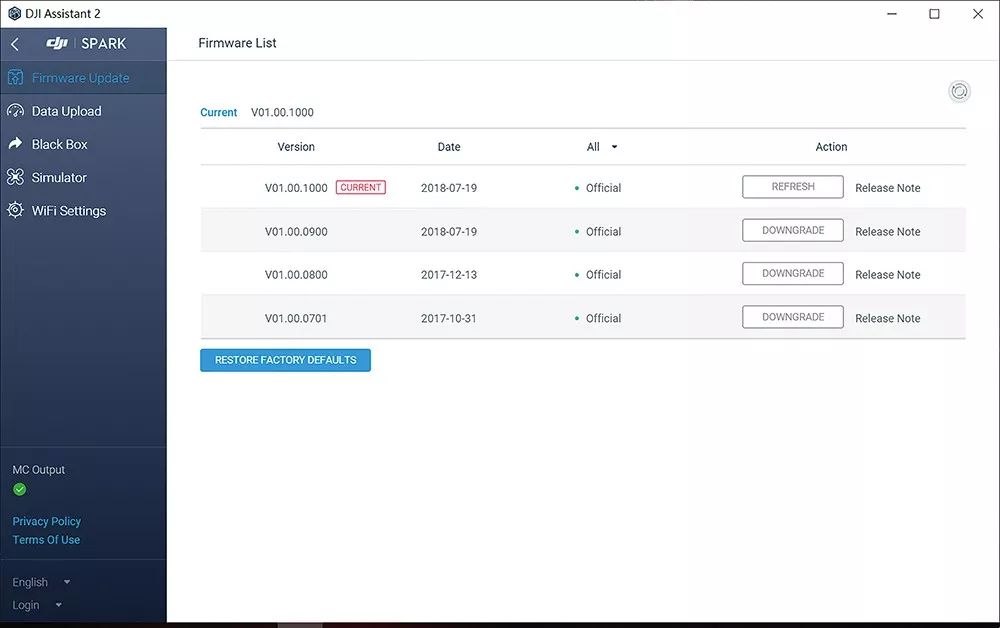 DJI Assistant 2
dji SPARK
Firmware List
Firmware Update
Data Upload
Black Box
Simulator
WiFi Settings
Current V01.00.1000
Version Date All Action
V01.00.1000 CURRENT 2018-07-19 Official REFRESH Release Note
V01.00.0900 2018-07-19 Official DOWNGRADE Release Note
V01.00.0800 2017-12-13 Official DOWNGRADE Release Note
V01.00.0701 2017-10-31 Official DOWNGRADE Release Note
RESTORE FACTORY DEFAULTS
MC Output
Privacy Policy
Terms Of Use
English
Login